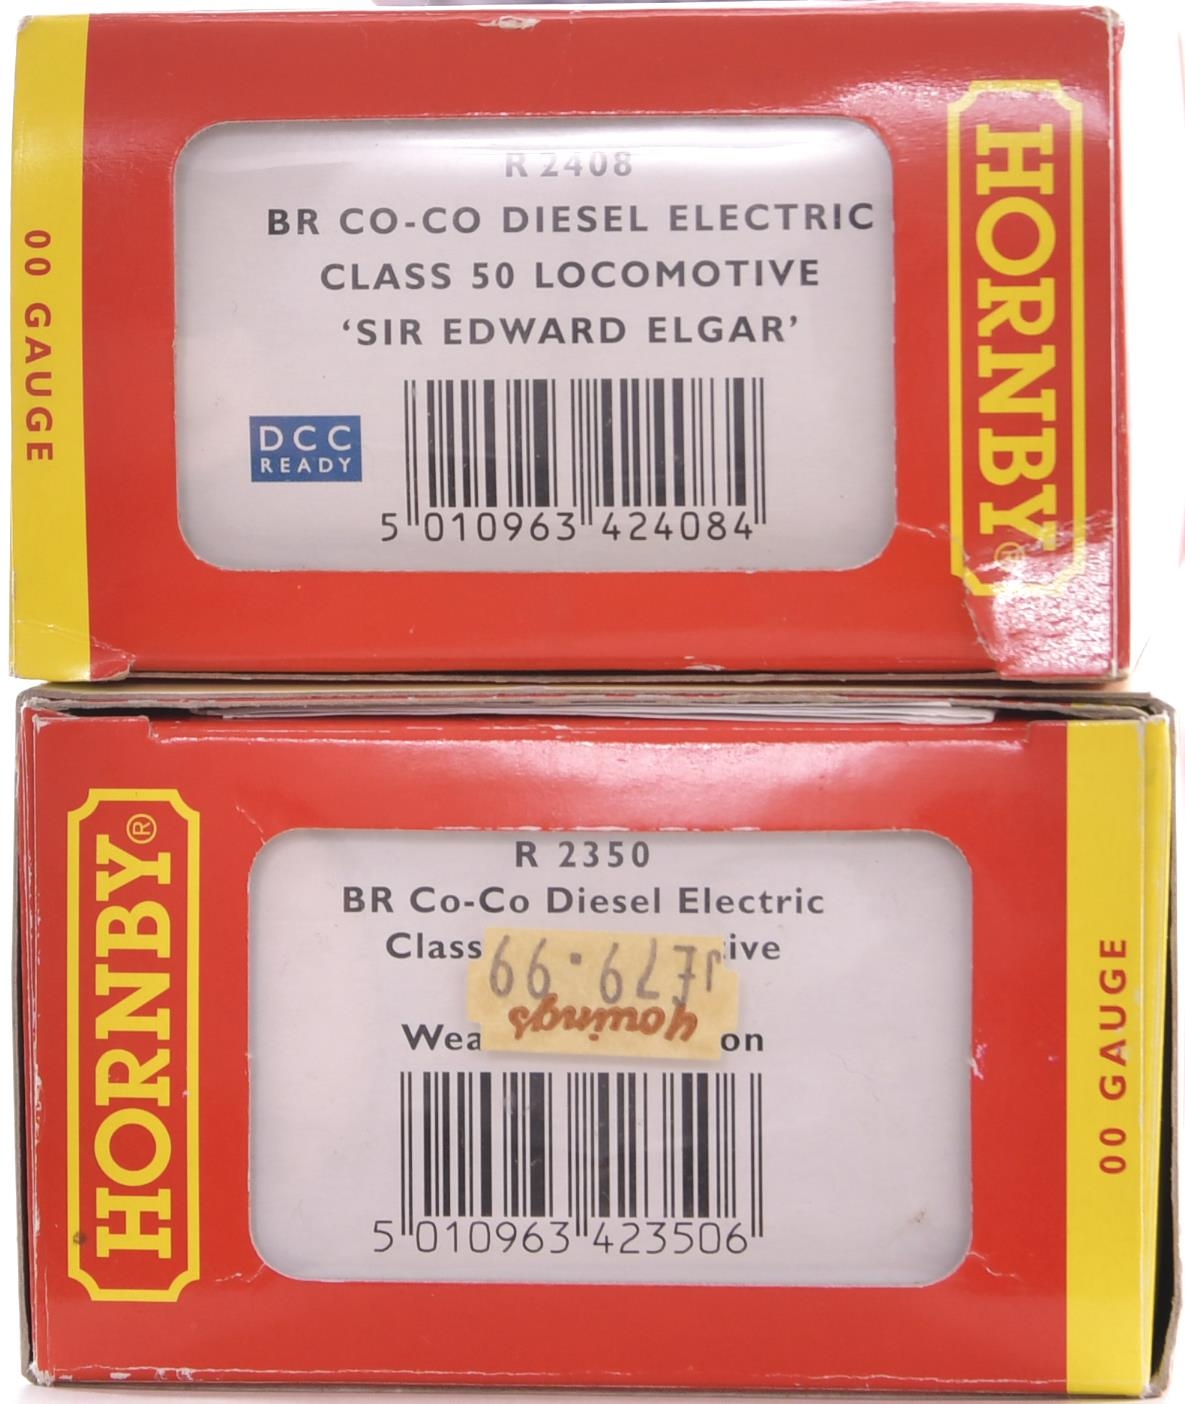 R 2408
BR CO-CO DIESEL ELECTRIC
CLASS 50 LOCOMOTIVE
‘SIR EDWARD ELGAR’
DCC
READY
5 010963 424084
00 GAUGE
HORNBY®
R 2350
BR Co-Co Diesel Electric
Class ive
£79.99
youings
Wea on
5 010963 423506
HORNBY®
00 GAUGE